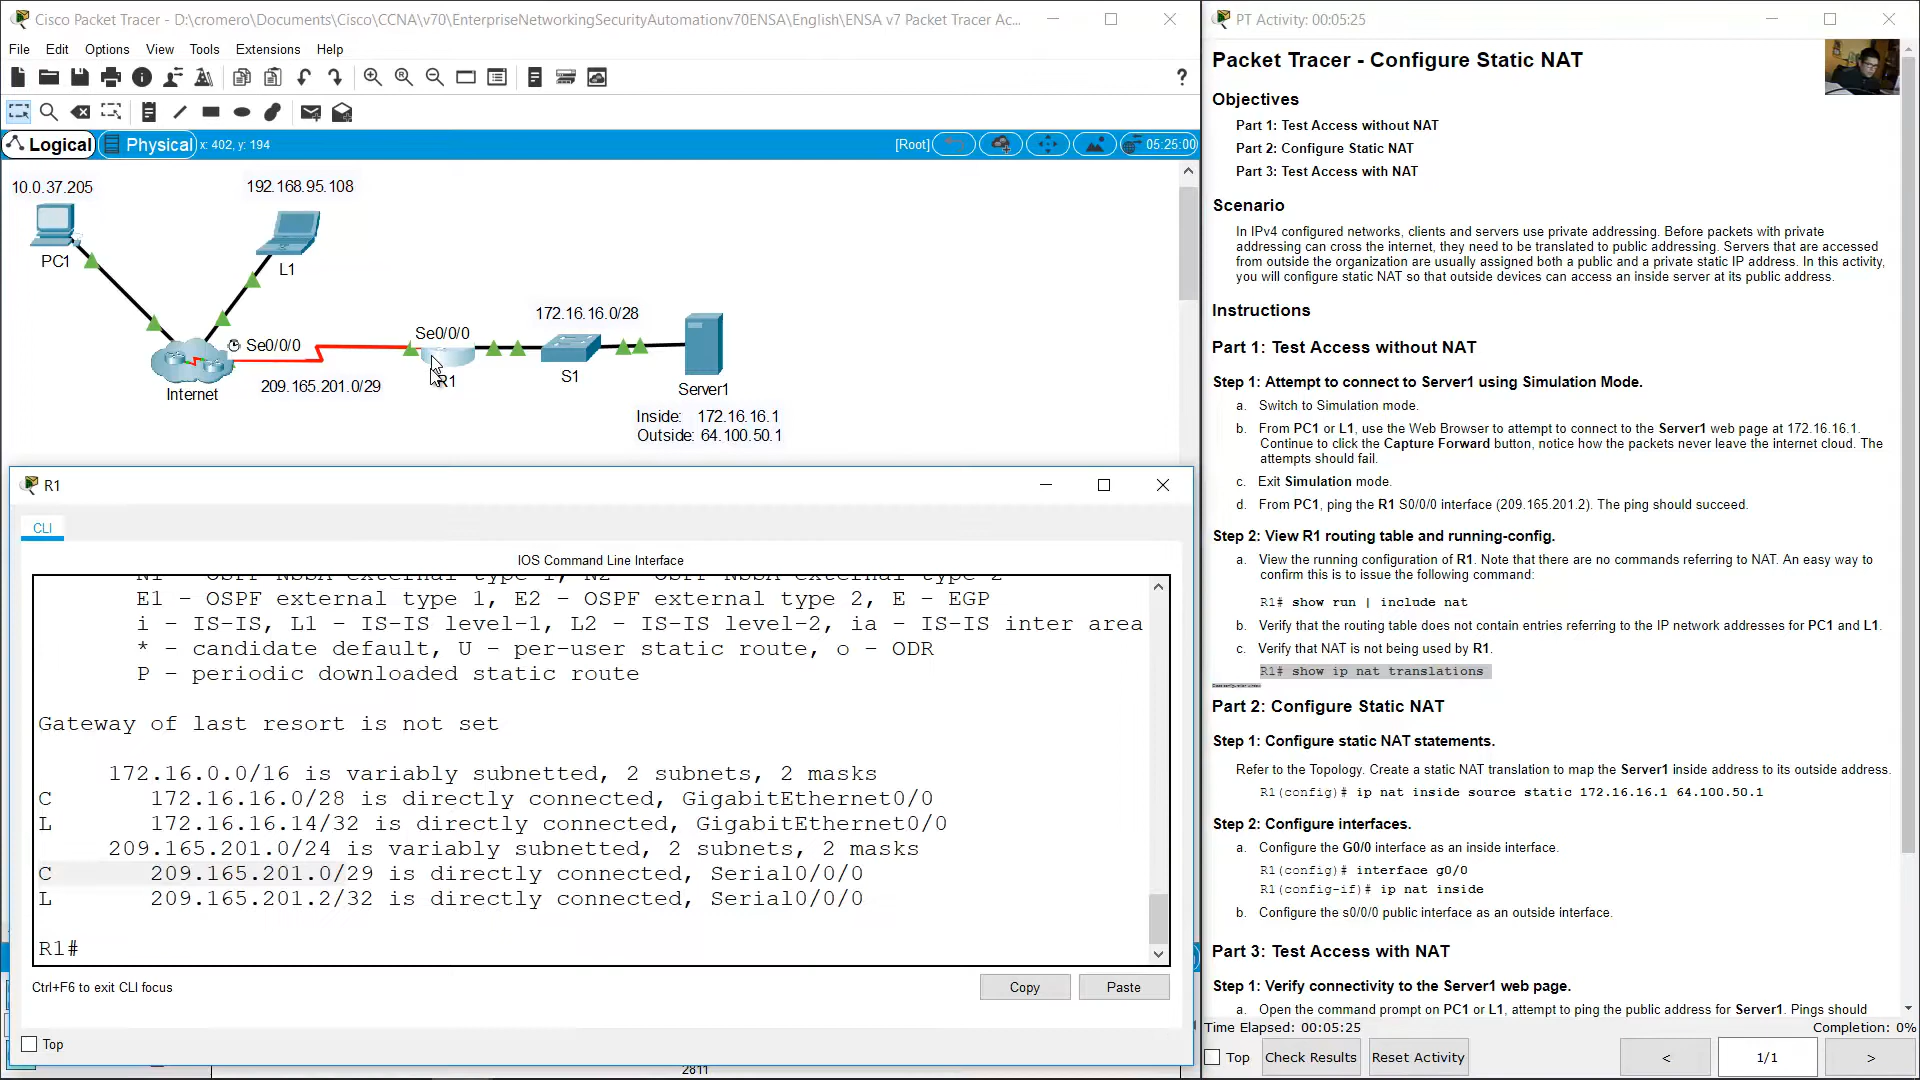 Cisco Packet Tracer - D:\cromero\Documents\Cisco\CCNA\v70\EnterpriseNetworkingSecurityAutomationv70ENSA\English\ENSA v7 Packet Tracer Ac...
File Edit Options View Tools Extensions Help
?
Logical Physical x: 402, y: 194
[Root] 05:25:00
10.0.37.205
192.168.95.108
PC1
L1
172.16.16.0/28
Se0/0/0
Se0/0/0
209.165.201.0/29
Internet
R1
S1
Server1
Inside: 172.16.16.1
Outside: 64.100.50.1
R1
CLI
IOS Command Line Interface
N1 - OSPF NSSA external type 1, N2 - OSPF NSSA external type 2
E1 - OSPF external type 1, E2 - OSPF external type 2, E - EGP
i - IS-IS, L1 - IS-IS level-1, L2 - IS-IS level-2, ia - IS-IS inter area
* - candidate default, U - per-user static route, o - ODR
P - periodic downloaded static route
Gateway of last resort is not set
172.16.0.0/16 is variably subnetted, 2 subnets, 2 masks
C 172.16.16.0/28 is directly connected, GigabitEthernet0/0
L 172.16.16.14/32 is directly connected, GigabitEthernet0/0
209.165.201.0/24 is variably subnetted, 2 subnets, 2 masks
C 209.165.201.0/29 is directly connected, Serial0/0/0
L 209.165.201.2/32 is directly connected, Serial0/0/0
R1#
Ctrl+F6 to exit CLI focus
Copy
Paste
Top
2811
PT Activity: 00:05:25
Packet Tracer - Configure Static NAT
Objectives
Part 1: Test Access without NAT
Part 2: Configure Static NAT
Part 3: Test Access with NAT
Scenario
In IPv4 configured networks, clients and servers use private addressing. Before packets with private
addressing can cross the internet, they need to be translated to public addressing. Servers that are accessed
from outside the organization are usually assigned both a public and a private static IP address. In this activity,
you will configure static NAT so that outside devices can access an inside server at its public address.
Instructions
Part 1: Test Access without NAT
Step 1: Attempt to connect to Server1 using Simulation Mode.
a. Switch to Simulation mode.
b. From PC1 or L1, use the Web Browser to attempt to connect to the Server1 web page at 172.16.16.1.
Continue to click the Capture Forward button, notice how the packets never leave the internet cloud. The
attempts should fail.
c. Exit Simulation mode.
d. From PC1, ping the R1 S0/0/0 interface (209.165.201.2). The ping should succeed.
Step 2: View R1 routing table and running-config.
a. View the running configuration of R1. Note that there are no commands referring to NAT. An easy way to
confirm this is to issue the following command:
R1# show run | include nat
b. Verify that the routing table does not contain entries referring to the IP network addresses for PC1 and L1.
c. Verify that NAT is not being used by R1.
R1# show ip nat translations
Part 2: Configure Static NAT
Step 1: Configure static NAT statements.
Refer to the Topology. Create a static NAT translation to map the Server1 inside address to its outside address.
R1(config)# ip nat inside source static 172.16.16.1 64.100.50.1
Step 2: Configure interfaces.
a. Configure the G0/0 interface as an inside interface.
R1(config)# interface g0/0
R1(config-if)# ip nat inside
b. Configure the s0/0/0 public interface as an outside interface.
Part 3: Test Access with NAT
Step 1: Verify connectivity to the Server1 web page.
a. Open the command prompt on PC1 or L1, attempt to ping the public address for Server1. Pings should
Time Elapsed: 00:05:25 Completion: 0%
Top Check Results Reset Activity < 1/1 >